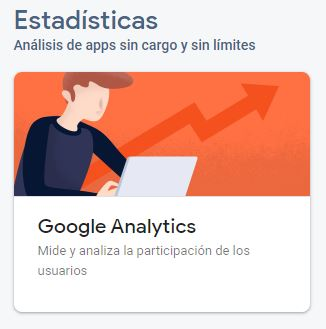 Estadísticas
Análisis de apps sin cargo y sin límites
Google Analytics
Mide y analiza la participación de los
usuarios